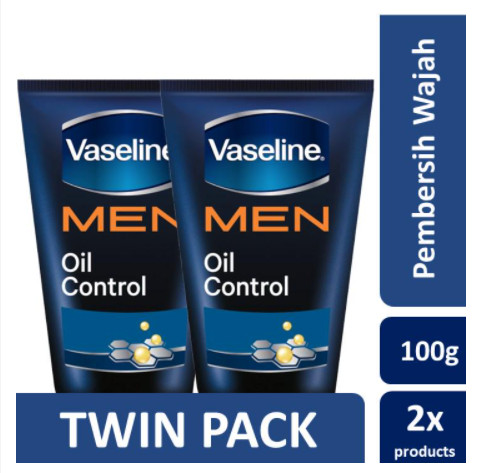 Vaseline
MEN
Oil
Control
Vaseline.
MEN
Oil
Control
TWIN PACK
Pembersih Wajah
100g
2x
products